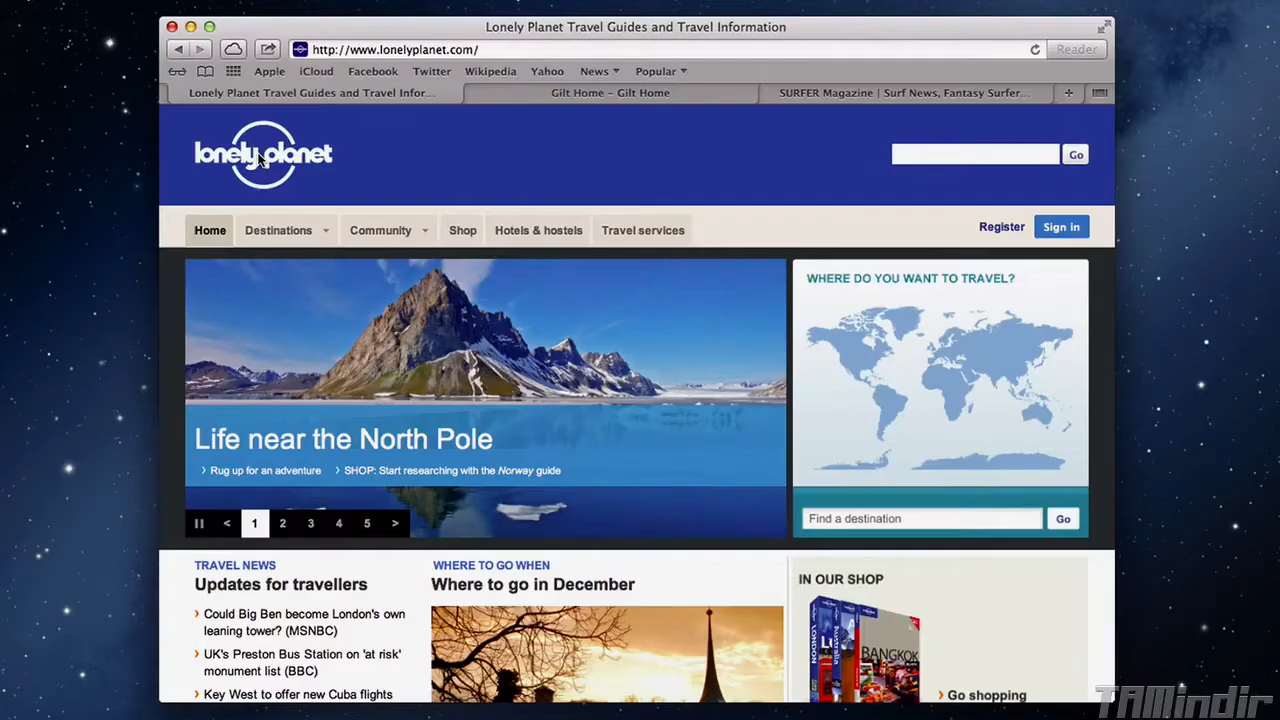 Lonely Planet Travel Guides and Travel Information
http://www.lonelyplanet.com/
Reader
Apple
iCloud
Facebook
Twitter
Wikipedia
Yahoo
News
Popular
Lonely Planet Travel Guides and Travel Infor...
Gilt Home – Gilt Home
SURFER Magazine | Surf News, Fantasy Surfer...
lonely planet
Go
Home
Destinations
Community
Shop
Hotels & hostels
Travel services
Register
Sign in
WHERE DO YOU WANT TO TRAVEL?
Life near the North Pole
› Rug up for an adventure › SHOP: Start researching with the Norway guide
< 1 2 3 4 5 >
Find a destination
Go
TRAVEL NEWS
Updates for travellers
› Could Big Ben become London's own
leaning tower? (MSNBC)
› UK's Preston Bus Station on 'at risk'
monument list (BBC)
› Key West to offer new Cuba flights
WHERE TO GO WHEN
Where to go in December
IN OUR SHOP
LONDON
Australia
BANGKOK
› Go shopping
TAMindir